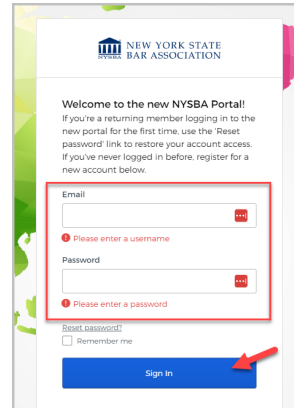 NEW YORK STATE
NYSBA BAR ASSOCIATION
Welcome to the new NYSBA Portal!
If you're a returning member logging in to the
new portal for the first time, use the 'Reset
password' link to restore your account access.
If you've never logged in before, register for a
new account below.
Email
Please enter a username
Password
Please enter a password
Reset password?
Remember me
Sign In